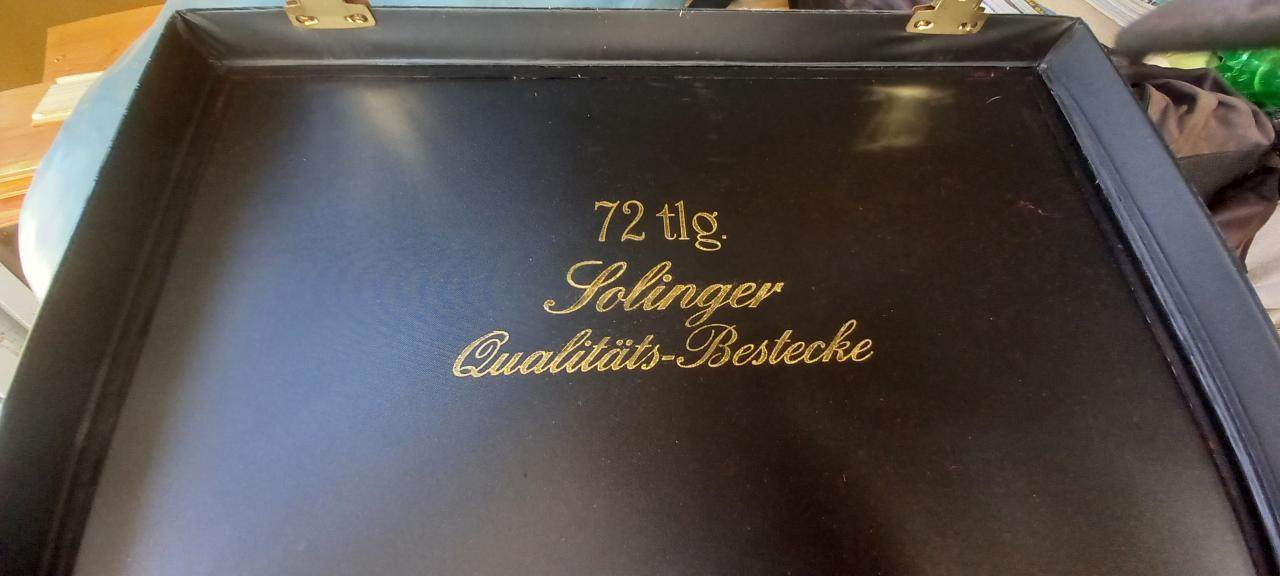 72 tlg.
Solinger
Qualitäts-Bestecke